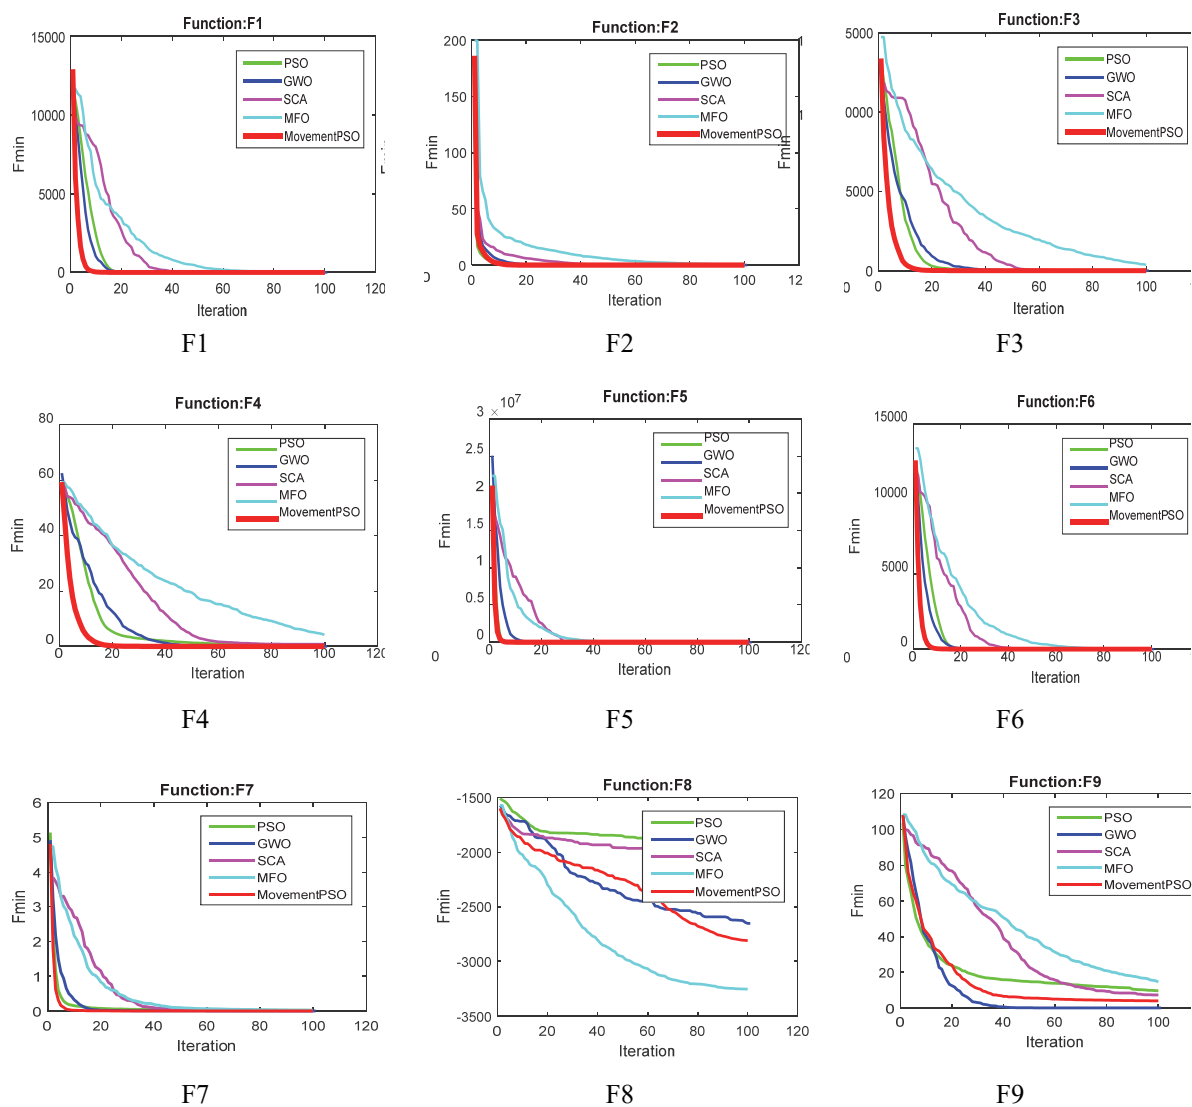 Function:F1
15000
10000
5000
0
Fmin
PSO
GWO
SCA
MFO
MovementPSO
0 20 40 60 80 100 120
Iteration
F1
Function:F2
200
150
100
50
0
Fmin
PSO
GWO
SCA
MFO
MovementPSO
0 20 40 60 80 100
Iteration
F2
Function:F3
5000
0000
5000
0
Fmin
PSO
GWO
SCA
MFO
MovementPSO
0 20 40 60 80 100
Iteration
F3
Function:F4
80
60
40
20
0
Fmin
PSO
GWO
SCA
MFO
MovementPSO
0 20 40 60 80 100 120
Iteration
F4
Function:F5
3 × 10⁷
2.5
2
1.5
1
0.5
0
Fmin
PSO
GWO
SCA
MFO
MovementPSO
0 20 40 60 80 100 120
Iteration
F5
Function:F6
15000
10000
5000
0
Fmin
PSO
GWO
SCA
MFO
MovementPSO
0 20 40 60 80 100
Iteration
F6
Function:F7
6
5
4
3
2
1
0
Fmin
PSO
GWO
SCA
MFO
MovementPSO
0 20 40 60 80 100 120
Iteration
F7
Function:F8
-1500
-2000
-2500
-3000
-3500
Fmin
PSO
GWO
SCA
MFO
MovementPSO
0 20 40 60 80 100 120
Iteration
F8
Function:F9
120
100
80
60
40
20
0
Fmin
PSO
GWO
SCA
MFO
MovementPSO
0 20 40 60 80 100
Iteration
F9